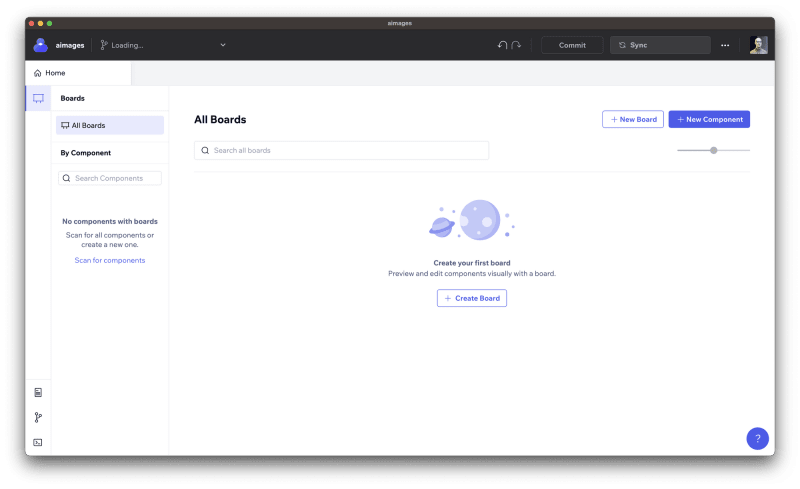 aimages
aimages
Loading...
Commit
Sync
Home
Boards
All Boards
By Component
Search Components
No components with boards
Scan for all components or
create a new one.
Scan for components
All Boards
New Board
New Component
Search all boards
Create your first board
Preview and edit components visually with a board.
Create Board
?